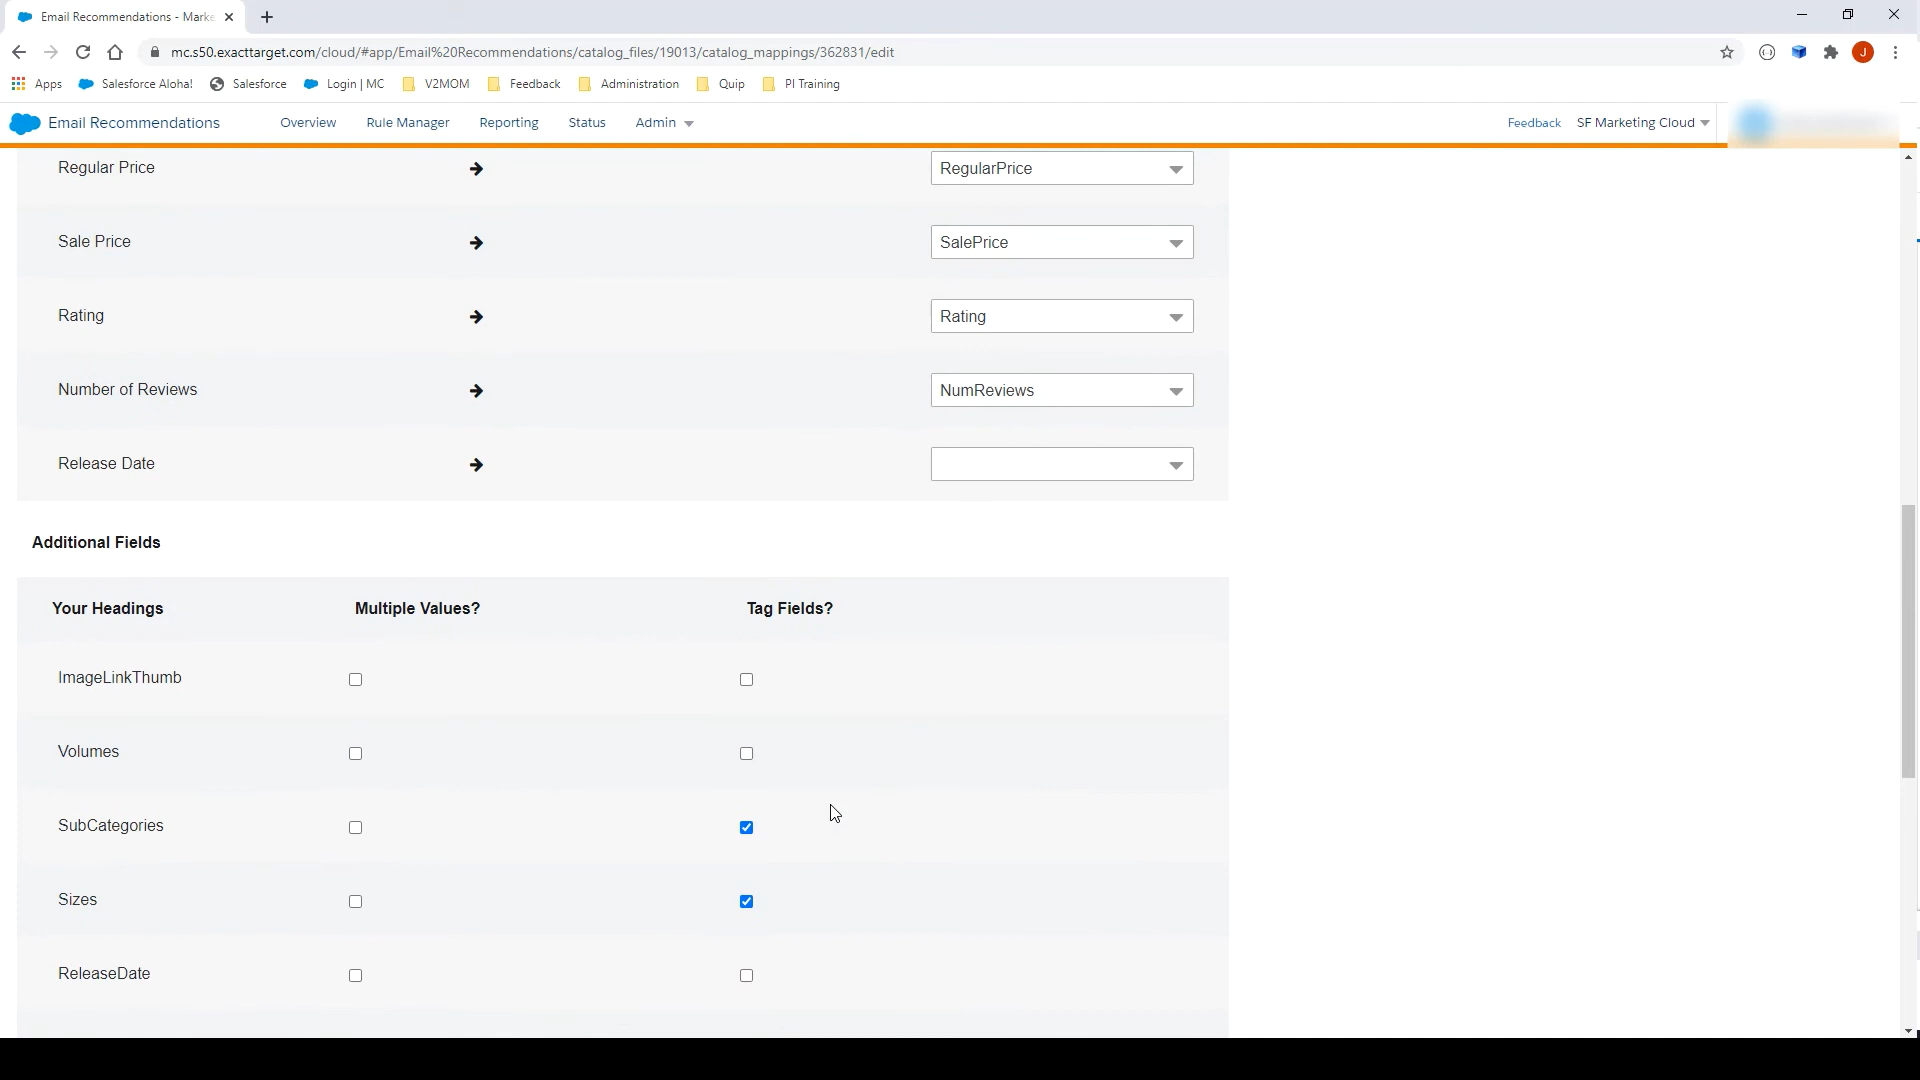 Email Recommendations - Marke
mc.s50.exacttarget.com/cloud/#app/Email%20Recommendations/catalog_files/19013/catalog_mappings/362831/edit
J
Apps Salesforce Aloha! Salesforce Login | MC V2MOM Feedback Administration Quip PI Training
Email Recommendations Overview Rule Manager Reporting Status Admin Feedback SF Marketing Cloud
Regular Price RegularPrice
Sale Price SalePrice
Rating Rating
Number of Reviews NumReviews
Release Date
Additional Fields
Your Headings Multiple Values? Tag Fields?
ImageLinkThumb
Volumes
SubCategories
Sizes
ReleaseDate